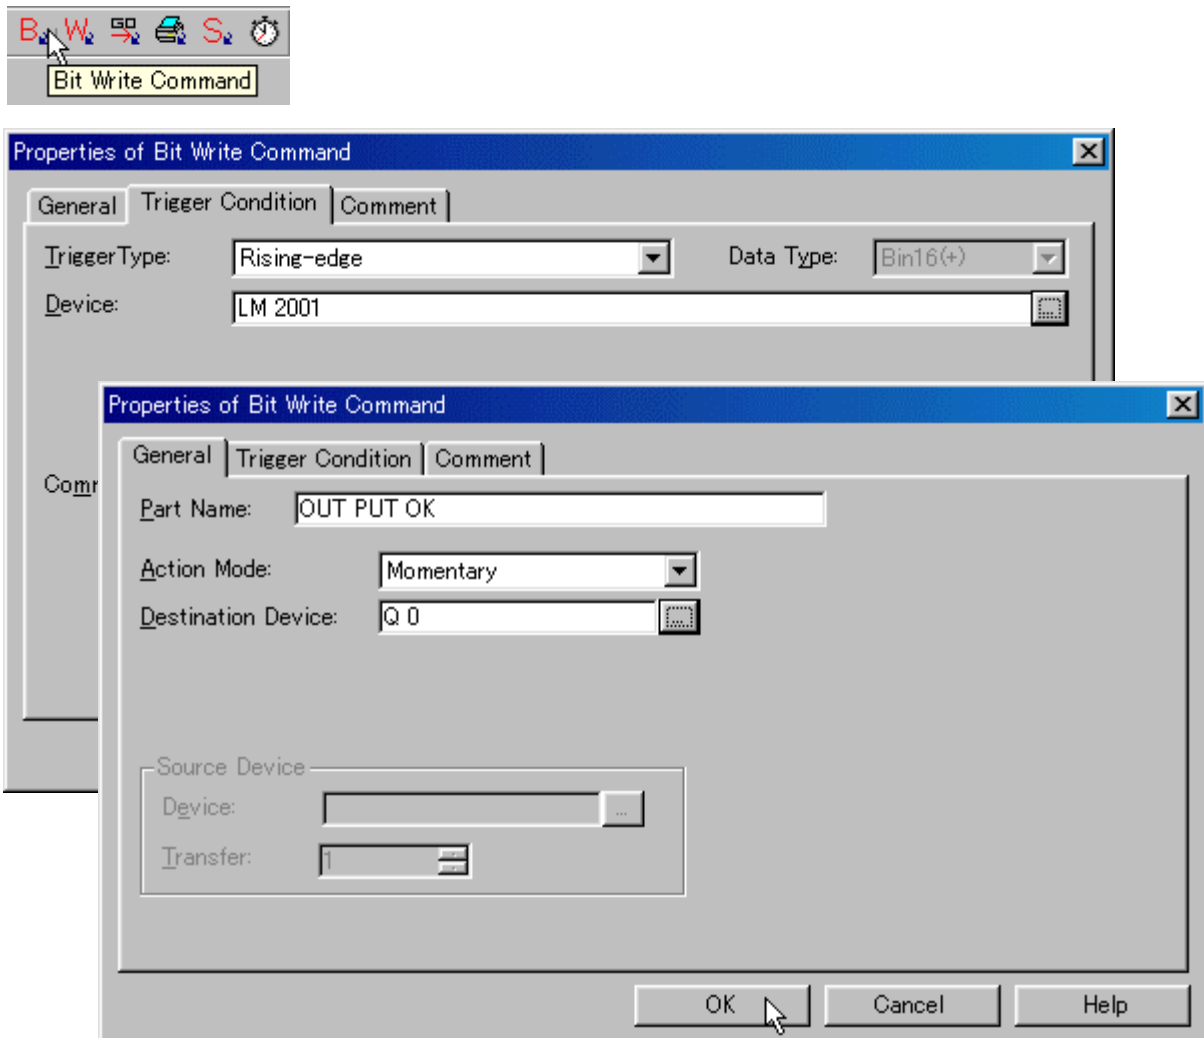 B W GO S
Bit Write Command
Properties of Bit Write Command
General Trigger Condition Comment
TriggerType: Rising-edge Data Type: Bin16(+)
Device: LM 2001 ...
Properties of Bit Write Command
General Trigger Condition Comment
Comm
Part Name: OUT PUT OK
Action Mode: Momentary
Destination Device: Q 0 ...
Source Device
Device: ...
Transfer: 1
OK Cancel Help